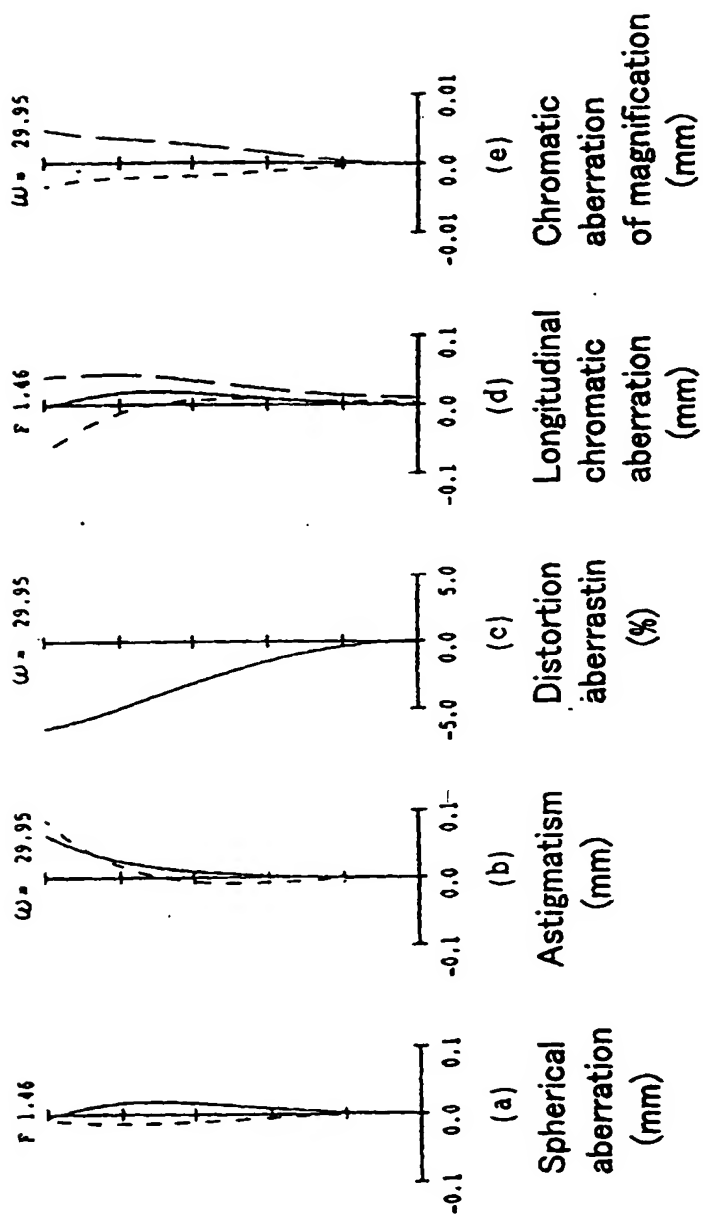 F 1.46
-0.1 0.0 0.1
(a)
Spherical
aberration
(mm)
ω= 29.95
-0.1 0.0 0.1
(b)
Astigmatism
(mm)
ω= 29.95
-5.0 0.0 5.0
(c)
Distortion
aberrastin
(%)
F 1.46
-0.1 0.0 0.1
(d)
Longitudinal
chromatic
aberration
(mm)
ω= 29.95
-0.01 0.0 0.01
(e)
Chromatic
aberration
of magnification
(mm)